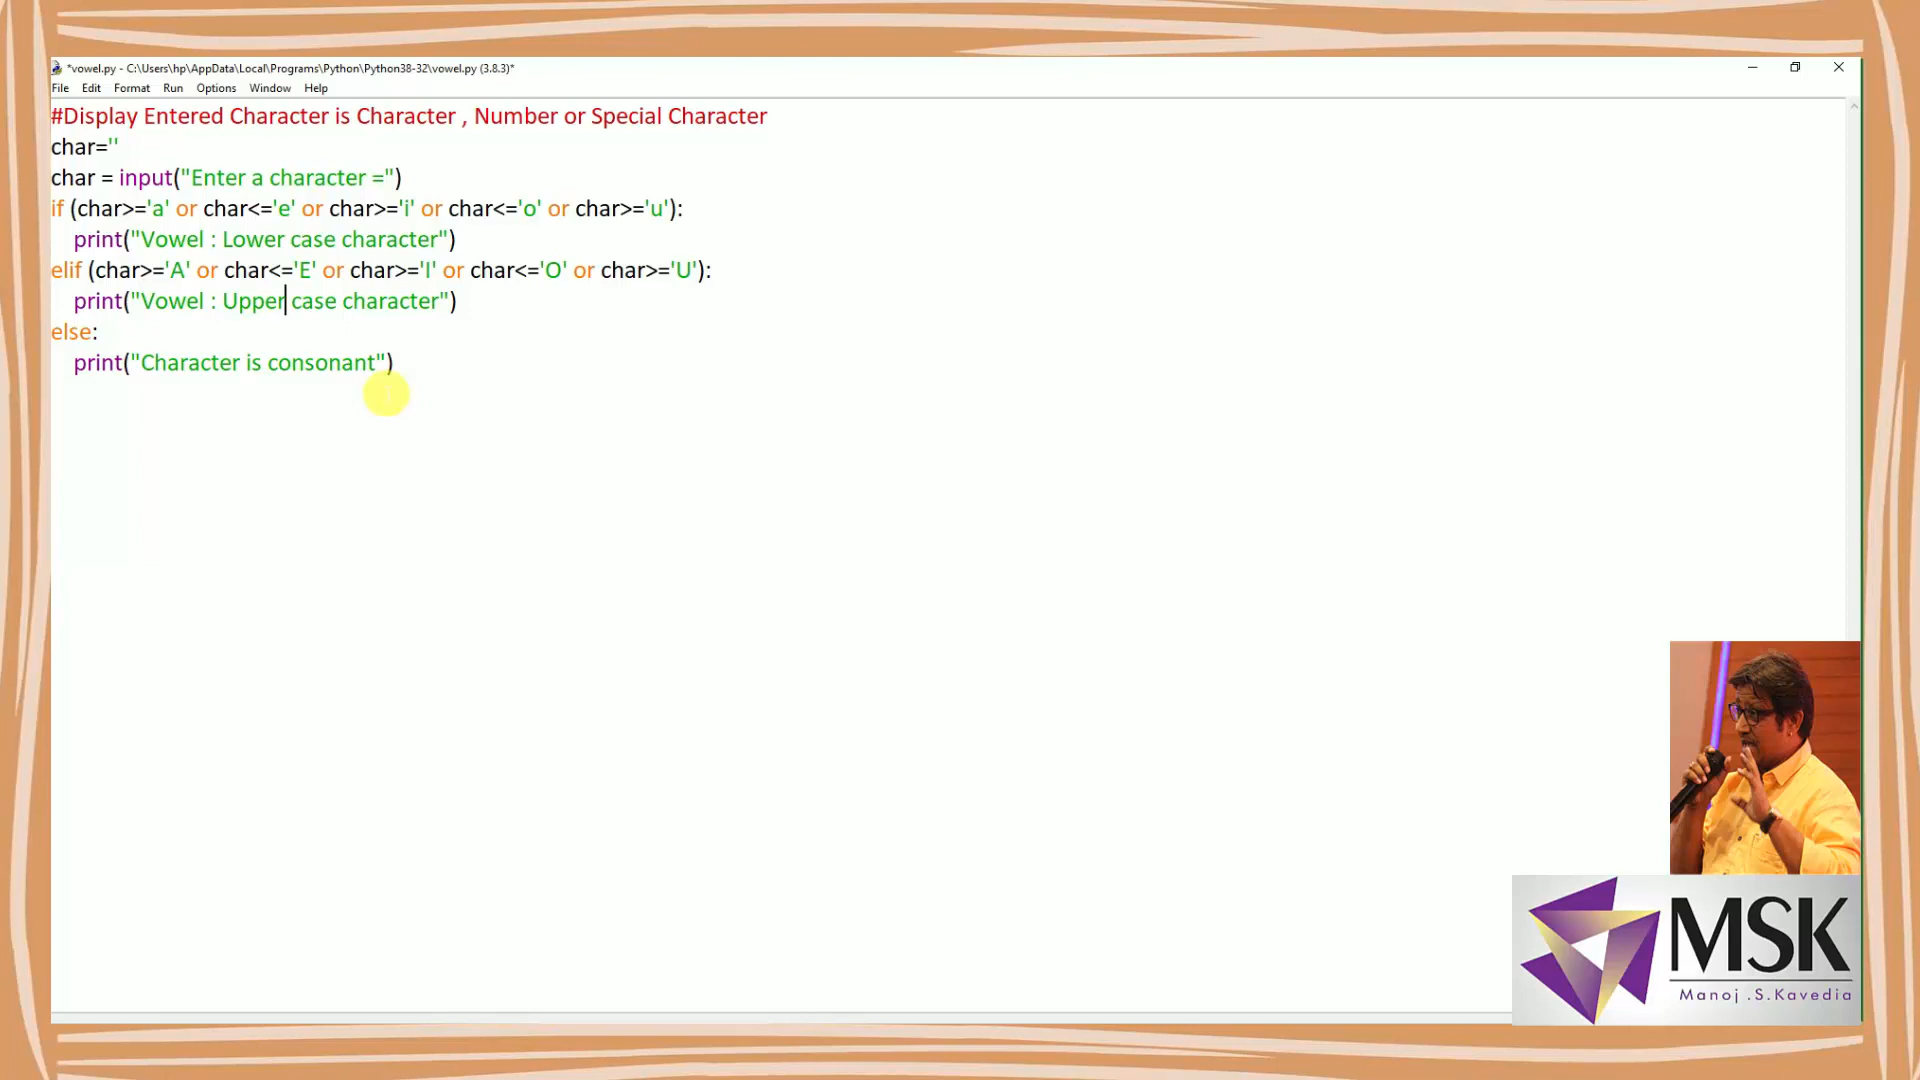 *vowel.py - C:\Users\hp\AppData\Local\Programs\Python\Python38-32\vowel.py (3.8.3)*
File Edit Format Run Options Window Help
#Display Entered Character is Character , Number or Special Character
char=''
char = input("Enter a character =")
if (char>='a' or char<='e' or char>='i' or char<='o' or char>='u'):
    print("Vowel : Lower case character")
elif (char>='A' or char<='E' or char>='I' or char<='O' or char>='U'):
    print("Vowel : Upper case character")
else:
    print("Character is consonant")
MSK
Manoj .S.Kavedia